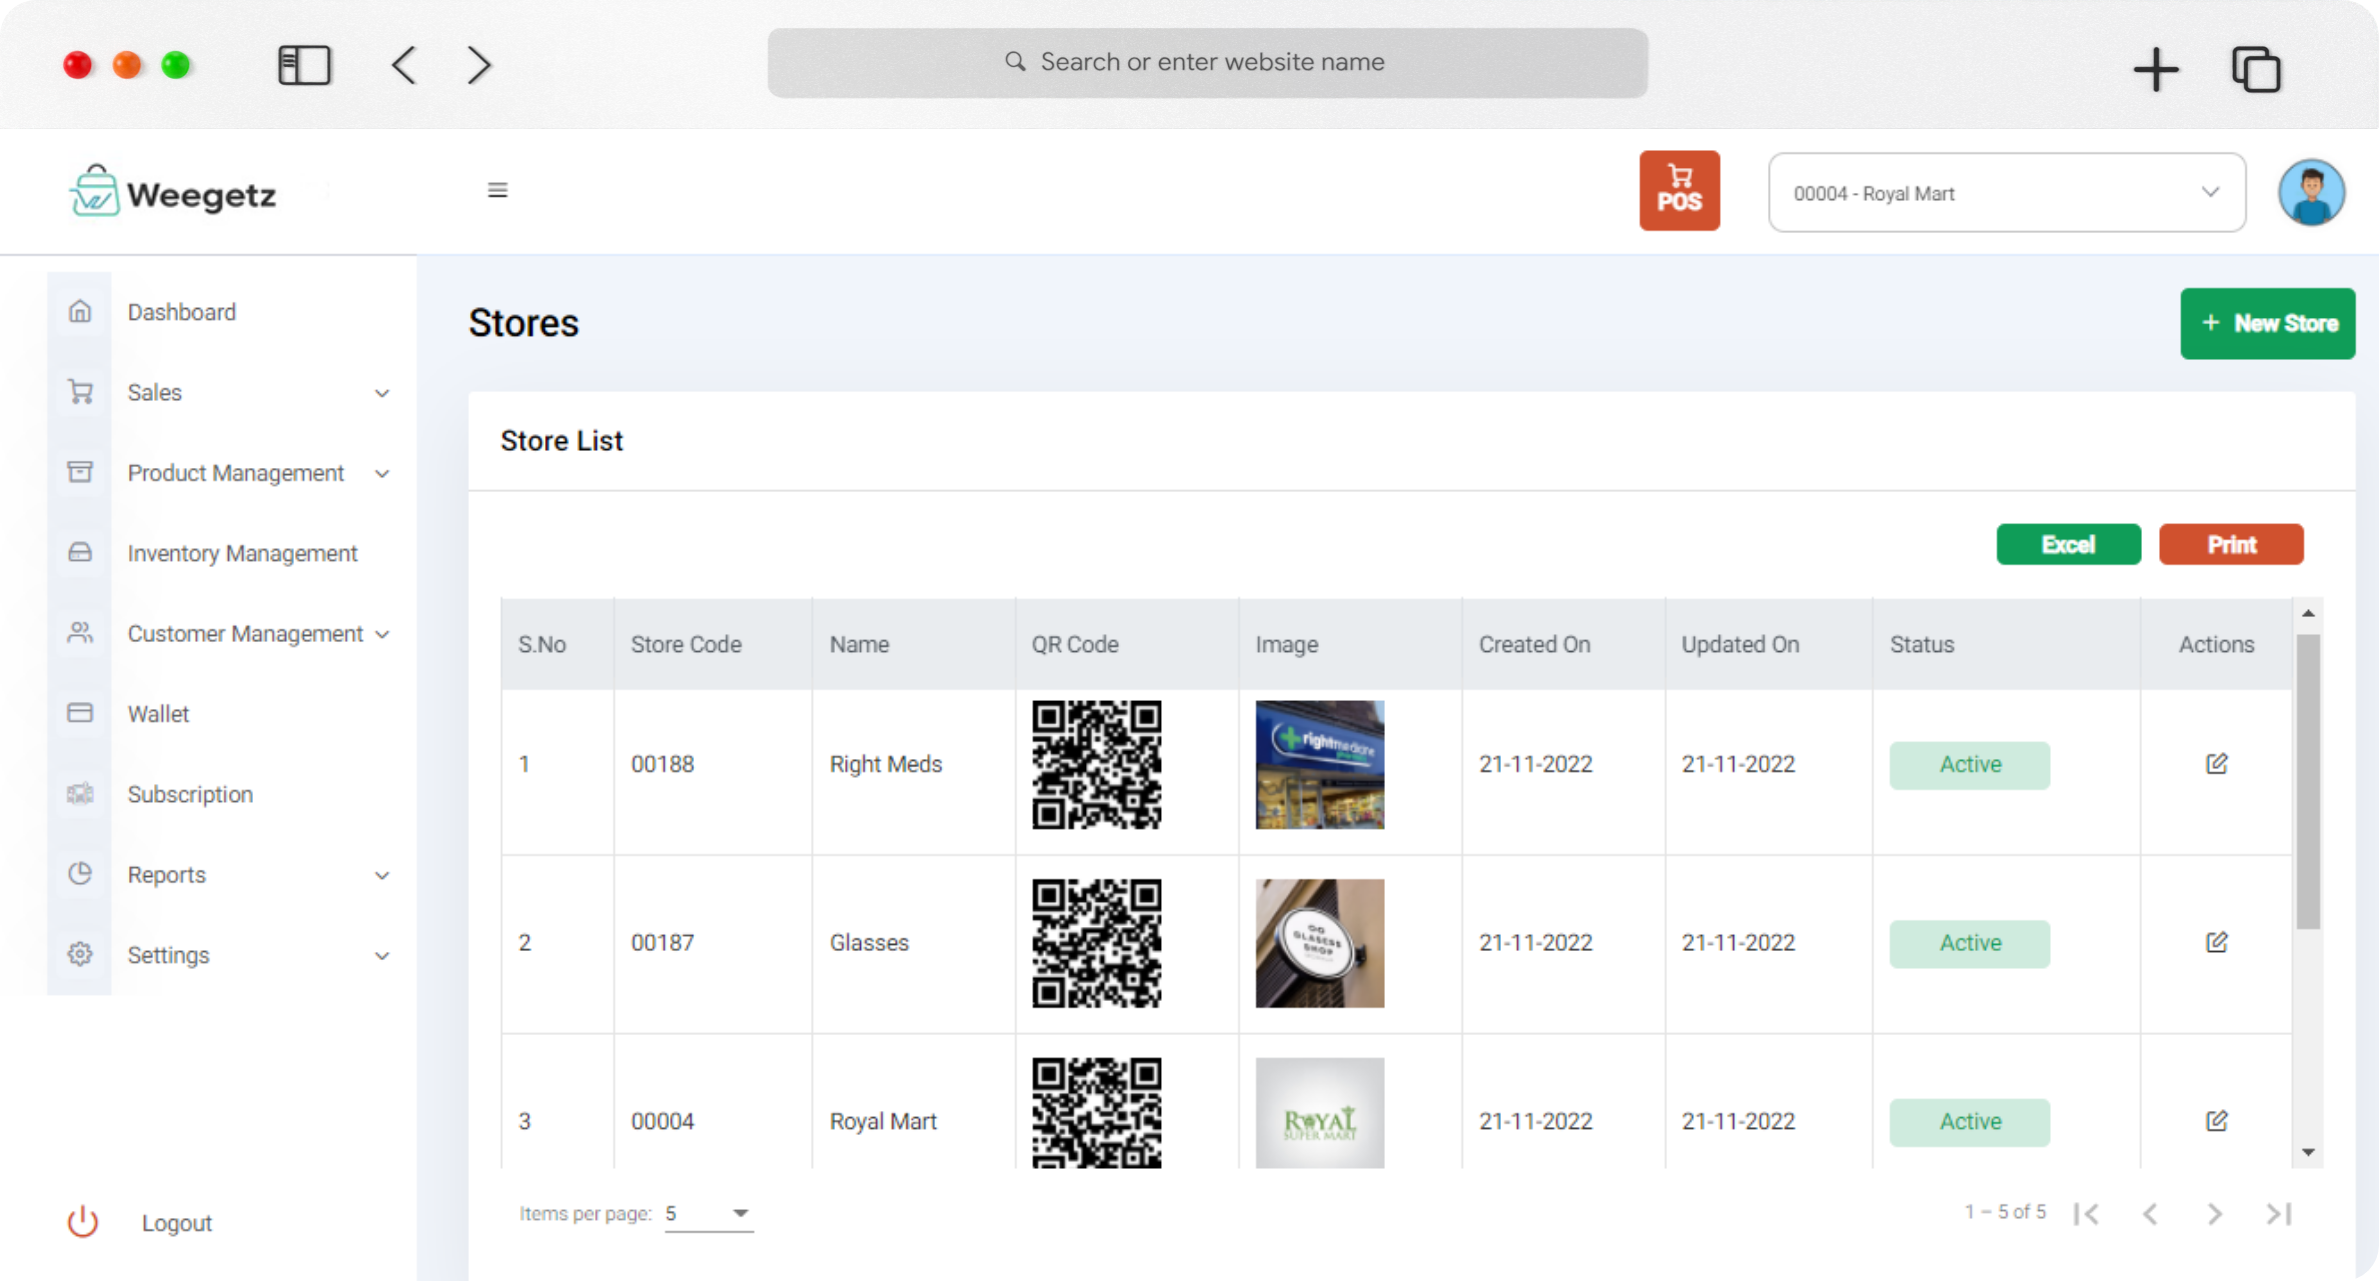 Search or enter website name
Weegetz
POS
00004 - Royal Mart
Dashboard
Sales
Product Management
Inventory Management
Customer Management
Wallet
Subscription
Reports
Settings
Logout
Stores
+ New Store
Store List
Excel
Print
S.No Store Code Name QR Code Image Created On Updated On Status Actions
1 00188 Right Meds rightmedicine 21-11-2022 21-11-2022 Active
2 00187 Glasses 21-11-2022 21-11-2022 Active
GLASESS
SHOP
3 00004 Royal Mart 21-11-2022 21-11-2022 Active
ROYAL
SUPER MART
Items per page: 5
1 – 5 of 5